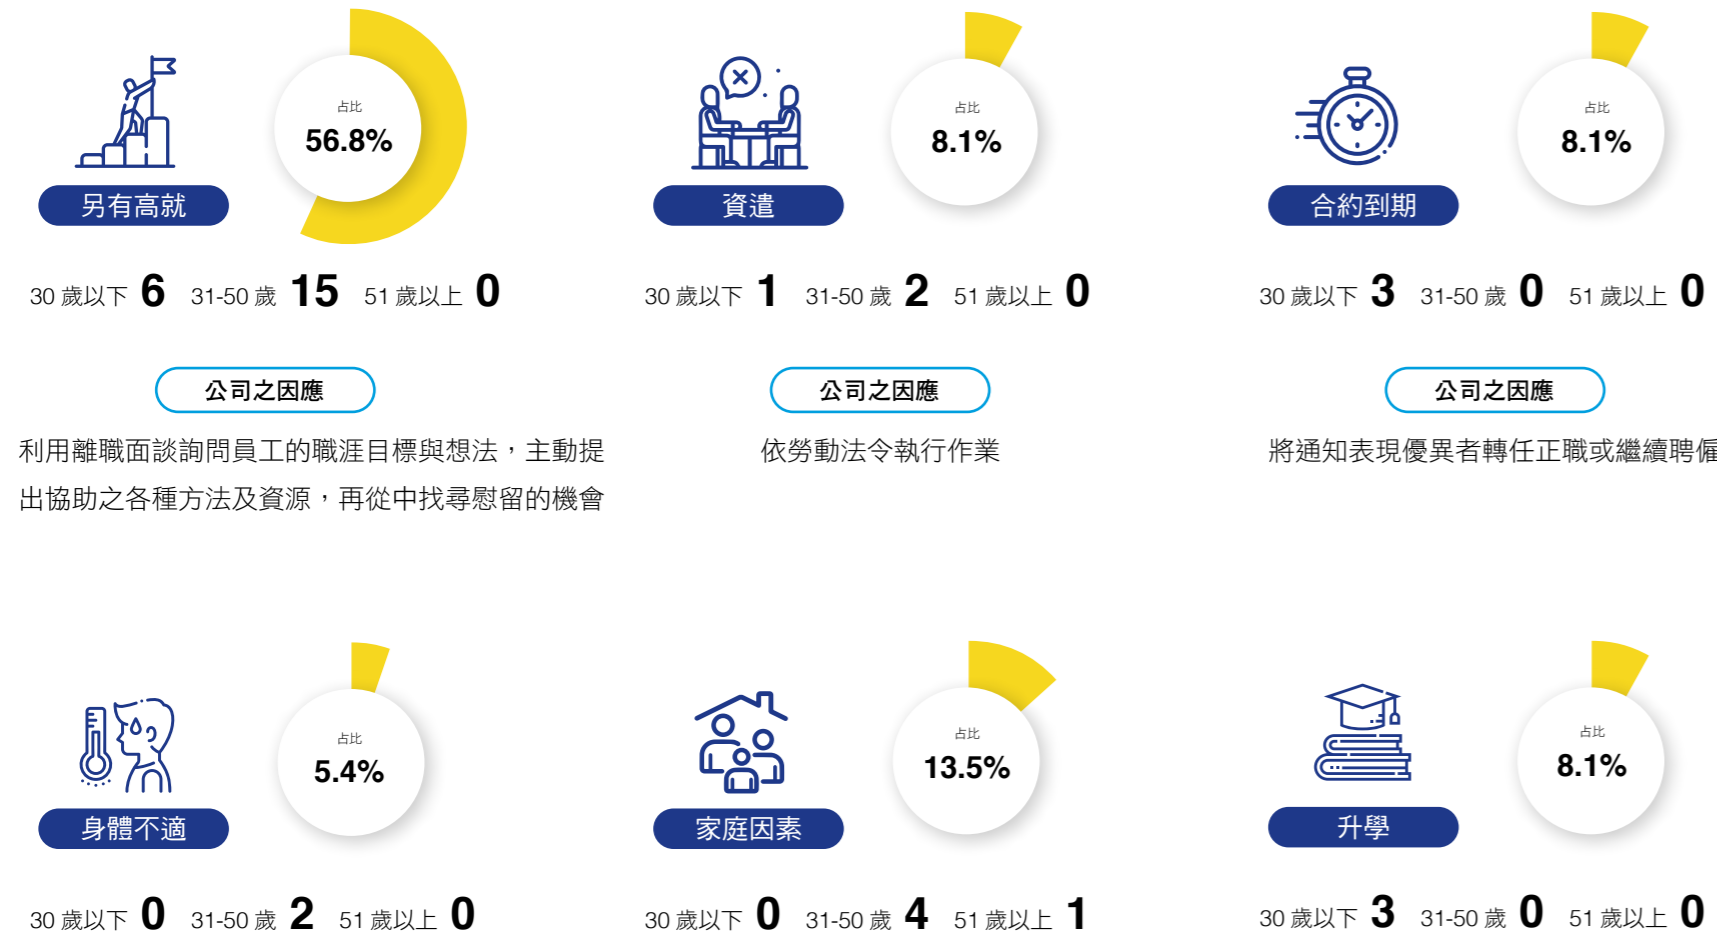 占比
56.8%
另有高就
30 歲以下 6 31-50 歲 15 51 歲以上 0
公司之因應
利用離職面談詢問員工的職涯目標與想法，主動提
出協助之各種方法及資源，再從中找尋慰留的機會
占比
8.1%
資遣
30 歲以下 1 31-50 歲 2 51 歲以上 0
公司之因應
依勞動法令執行作業
占比
8.1%
合約到期
30 歲以下 3 31-50 歲 0 51 歲以上 0
公司之因應
將通知表現優異者轉任正職或繼續聘僱
占比
5.4%
身體不適
30 歲以下 0 31-50 歲 2 51 歲以上 0
占比
13.5%
家庭因素
30 歲以下 0 31-50 歲 4 51 歲以上 1
占比
8.1%
升學
30 歲以下 3 31-50 歲 0 51 歲以上 0